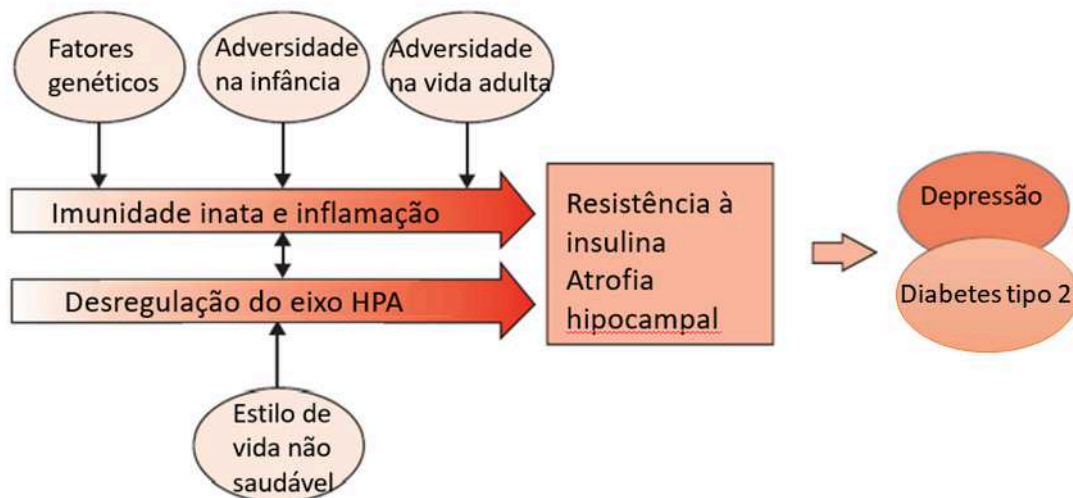 Fatores
genéticos
Adversidade
na infância
Adversidade
na vida adulta
Imunidade inata e inflamação
Desregulação do eixo HPA
Estilo de
vida não
saudável
Resistência à
insulina
Atrofia
hipocampal
Depressão
Diabetes tipo 2